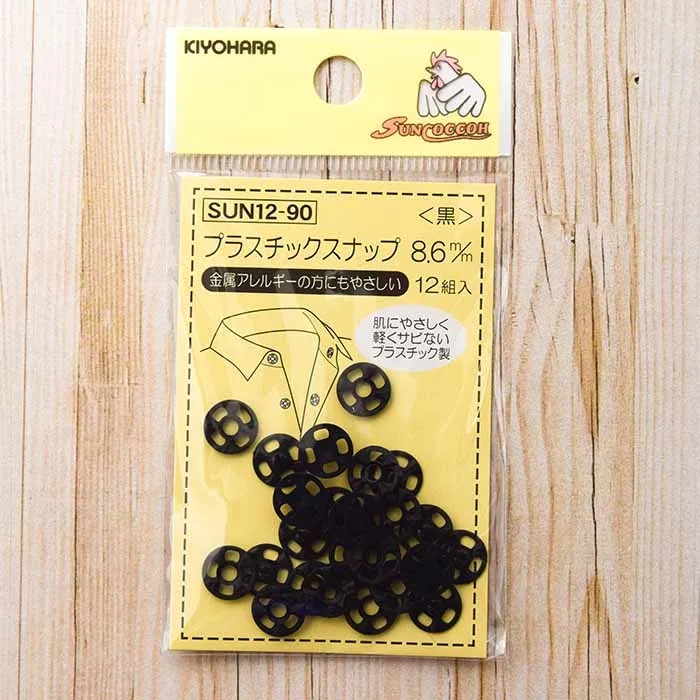 KIYOHARA
SUNCOCCOH
SUN12-90
<黒>
プラスチックスナップ 8.6m/m
金属アレルギーの方にもやさしい 12組入
肌にやさしく
軽くサビない
プラスチック製